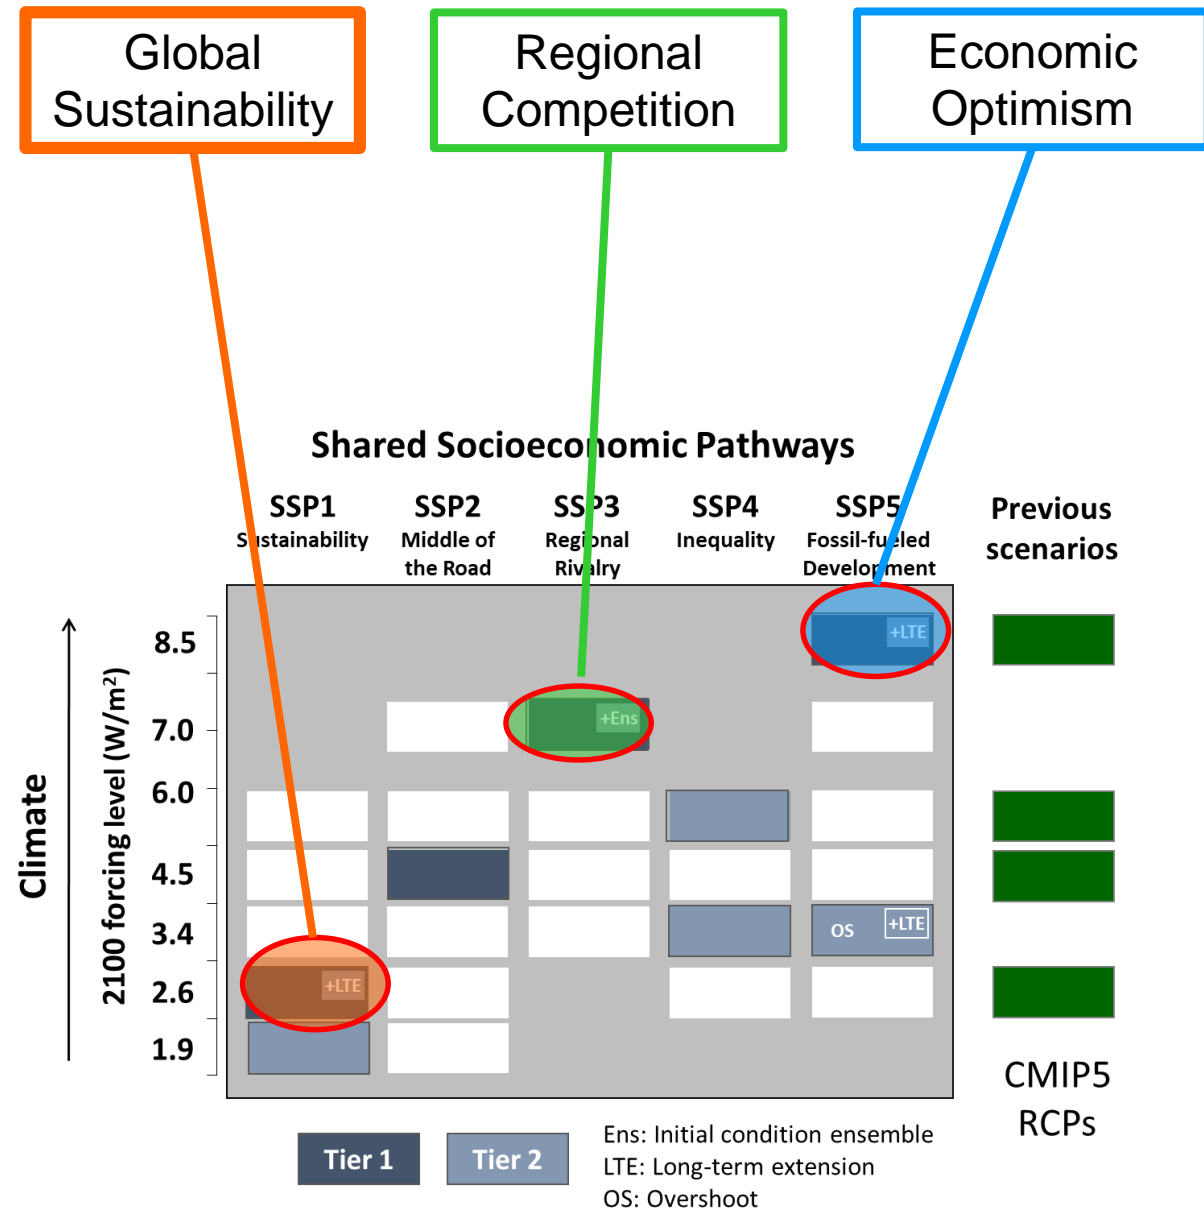 Global
Sustainability
Regional
Competition
Economic
Optimism
Shared Socioeconomic Pathways
SSP1
Sustainability
SSP2
Middle of
the Road
SSP3
Regional
Rivalry
SSP4
Inequality
SSP5
Fossil-fueled
Development
Previous
scenarios
Climate
2100 forcing level (W/m²)
8.5
+LTE
7.0
+Ens
6.0
4.5
3.4
OS
+LTE
2.6
+LTE
1.9
CMIP5
RCPs
Tier 1
Tier 2
Ens: Initial condition ensemble
LTE: Long-term extension
OS: Overshoot